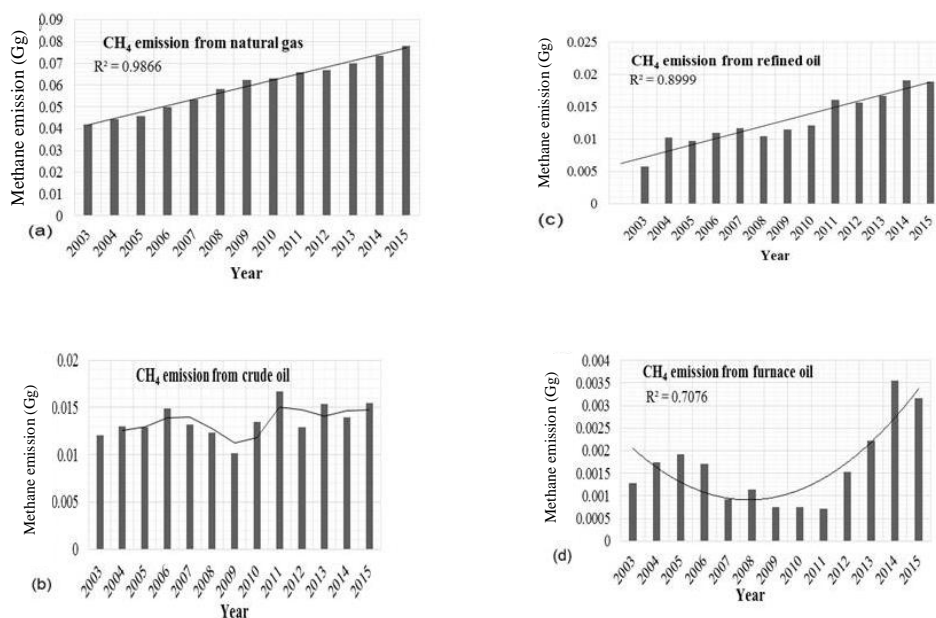 Methane emission (Gg)
0.09
0.08
0.07
0.06
0.05
0.04
0.03
0.02
0.01
0
CH₄ emission from natural gas
R² = 0.9866
(a)
2003 2004 2005 2006 2007 2008 2009 2010 2011 2012 2013 2014 2015
Year
Methane emission (Gg)
0.025
0.02
0.015
0.01
0.005
0
CH₄ emission from refined oil
R² = 0.8999
(c)
2003 2004 2005 2006 2007 2008 2009 2010 2011 2012 2013 2014 2015
Year
Methane emission (Gg)
0.02
0.015
0.01
0.005
0
CH₄ emission from crude oil
(b)
2003 2004 2005 2006 2007 2008 2009 2010 2011 2012 2013 2014 2015
Year
Methane emission (Gg)
0.004
0.0035
0.003
0.0025
0.002
0.0015
0.001
0.0005
0
CH₄ emission from furnace oil
R² = 0.7076
(d)
2003 2004 2005 2006 2007 2008 2009 2010 2011 2012 2013 2014 2015
Year